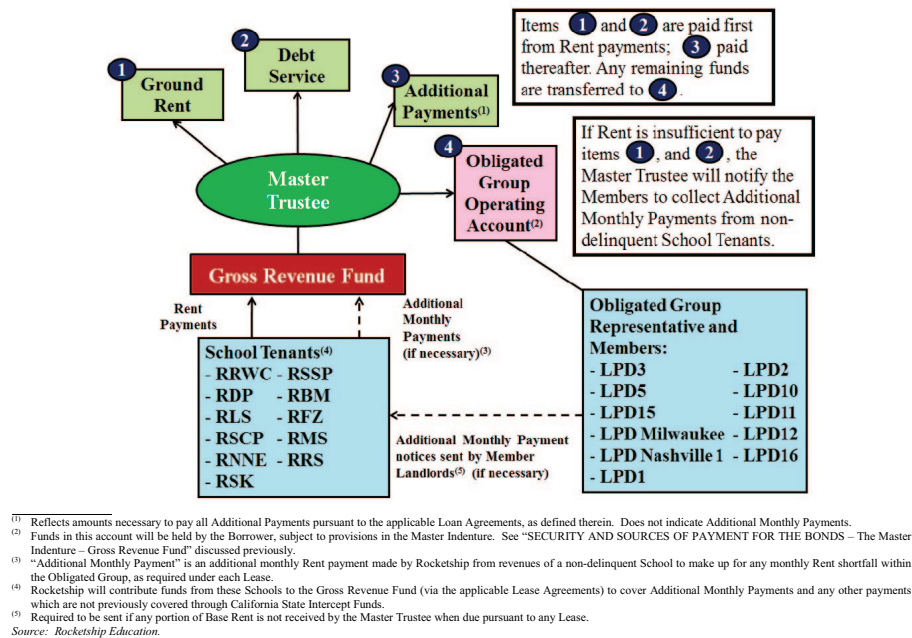 1
Ground
Rent
2
Debt
Service
3
Additional
Payments(1)
4
Obligated
Group
Operating
Account(2)
Master
Trustee
Gross Revenue Fund
Items 1 and 2 are paid first
from Rent payments; 3 paid
thereafter. Any remaining funds
are transferred to 4 .
If Rent is insufficient to pay
items 1 , and 2 , the
Master Trustee will notify the
Members to collect Additional
Monthly Payments from non-
delinquent School Tenants.
Rent
Payments
Additional
Monthly
Payments
(if necessary)(3)
School Tenants(4)
- RRWC - RSSP
- RDP - RBM
- RLS - RFZ
- RSCP - RMS
- RNNE - RRS
- RSK
Additional Monthly Payment
notices sent by Member
Landlords(5) (if necessary)
Obligated Group
Representative and
Members:
- LPD3 - LPD2
- LPD5 - LPD10
- LPD15 - LPD11
- LPD Milwaukee - LPD12
- LPD Nashville 1 - LPD16
- LPD1
(1) Reflects amounts necessary to pay all Additional Payments pursuant to the applicable Loan Agreements, as defined therein. Does not indicate Additional Monthly Payments.
(2) Funds in this account will be held by the Borrower, subject to provisions in the Master Indenture. See “SECURITY AND SOURCES OF PAYMENT FOR THE BONDS – The Master
Indenture – Gross Revenue Fund” discussed previously.
(3) “Additional Monthly Payment” is an additional monthly Rent payment made by Rocketship from revenues of a non-delinquent School to make up for any monthly Rent shortfall within
the Obligated Group, as required under each Lease.
(4) Rocketship will contribute funds from these Schools to the Gross Revenue Fund (via the applicable Lease Agreements) to cover Additional Monthly Payments and any other payments
which are not previously covered through California State Intercept Funds.
(5) Required to be sent if any portion of Base Rent is not received by the Master Trustee when due pursuant to any Lease.
Source: Rocketship Education.